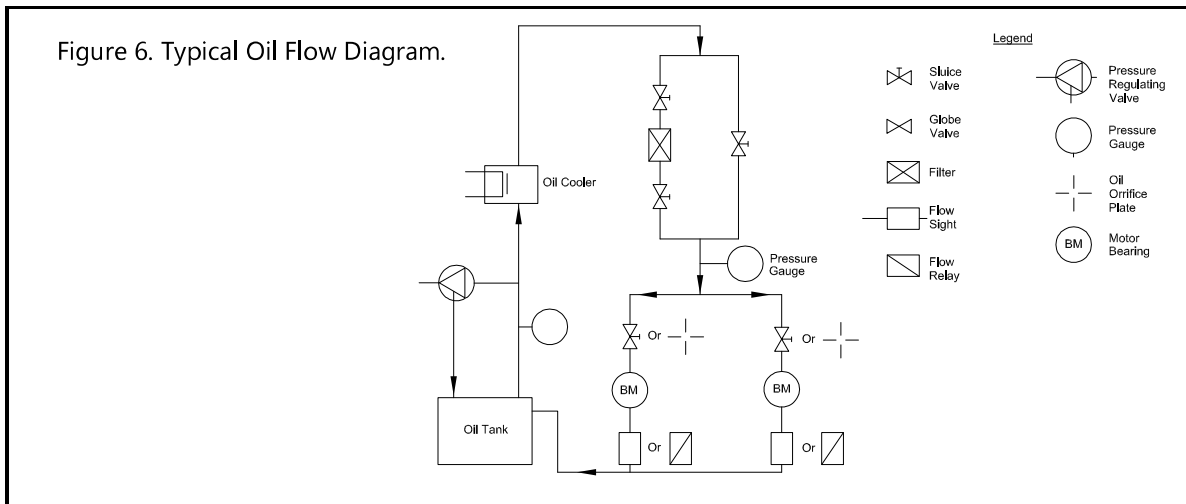 Figure 6. Typical Oil Flow Diagram.
Oil Cooler
Pressure
Gauge
Or
Or
BM
BM
Oil Tank
Or
Or
Legend
Sluice
Valve
Globe
Valve
Filter
Flow
Sight
Flow
Relay
Pressure
Regulating
Valve
Pressure
Gauge
Oil
Orrifice
Plate
BM
Motor
Bearing